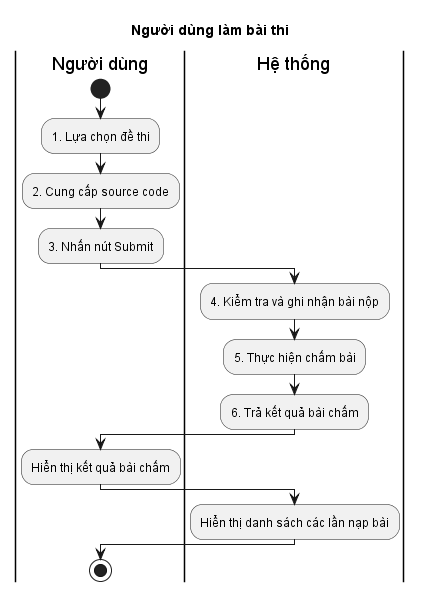 Người dùng làm bài thi
Người dùng
Hệ thống
1. Lựa chọn đề thi
2. Cung cấp source code
3. Nhấn nút Submit
4. Kiểm tra và ghi nhận bài nộp
5. Thực hiện chấm bài
6. Trả kết quả bài chấm
Hiển thị kết quả bài chấm
Hiển thị danh sách các lần nạp bài